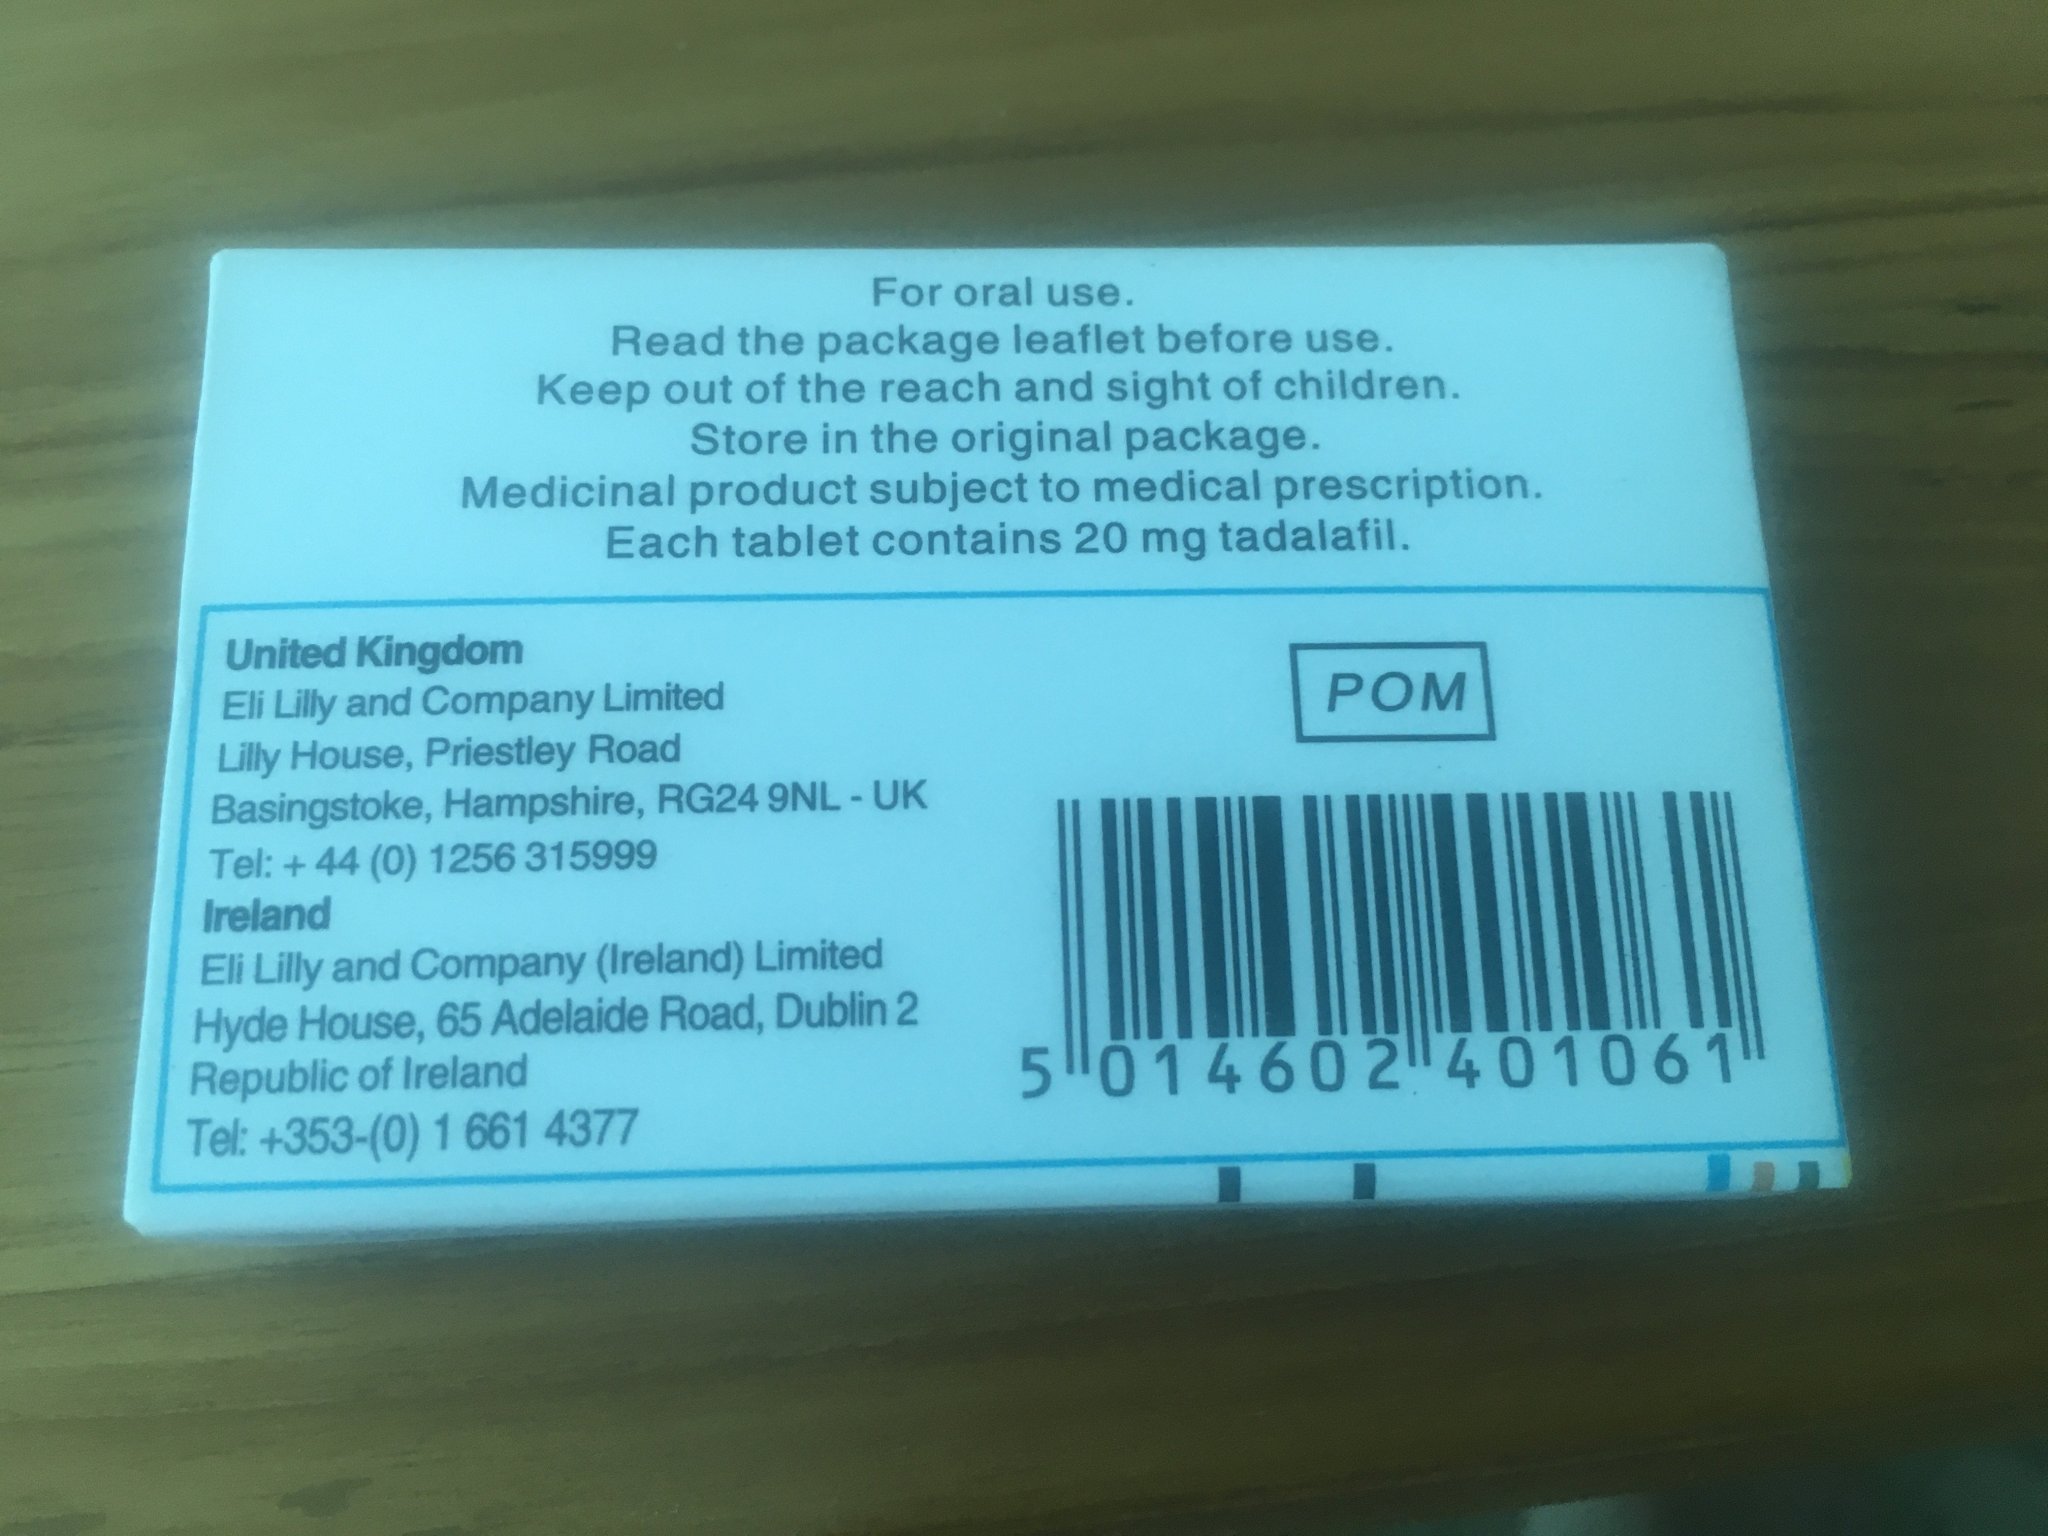 For oral use.
Read the package leaflet before use.
Keep out of the reach and sight of children.
Store in the original package.
Medicinal product subject to medical prescription.
Each tablet contains 20 mg tadalafil.
United Kingdom
Eli Lilly and Company Limited
Lilly House, Priestley Road
Basingstoke, Hampshire, RG24 9NL - UK
Tel: + 44 (0) 1256 315999
Ireland
Eli Lilly and Company (Ireland) Limited
Hyde House, 65 Adelaide Road, Dublin 2
Republic of Ireland
Tel: +353-(0) 1 661 4377
POM
5 014602 401061